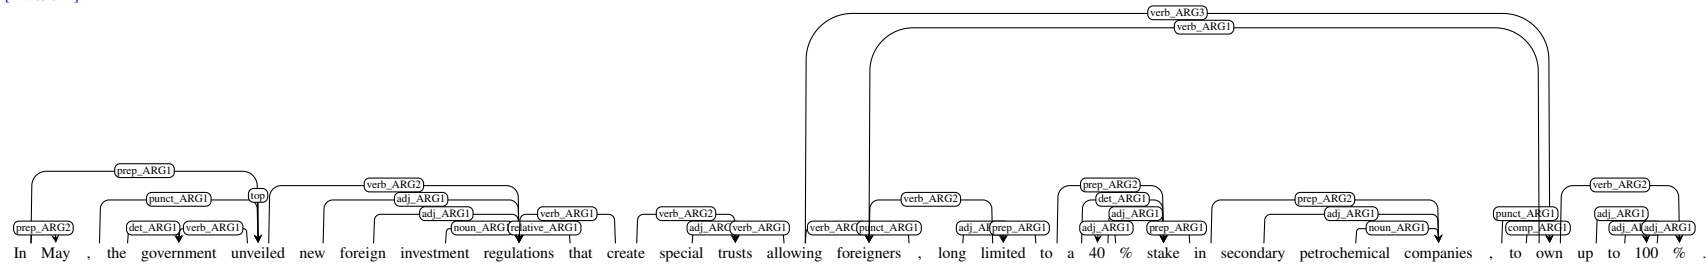 verb_ARG3
verb_ARG1
prep_ARG1
verb_ARG2 prep_ARG2 verb_ARG2
punct_ARG1 top adj_ARG1 verb_ARG2 det_ARG1 prep_ARG2
adj_ARG1 verb_ARG1 verb_ARG2 adj_ARG1 adj_ARG1 punct_ARG1 adj_ARG1
prep_ARG2 det_ARG1 verb_ARG1 relative_ARG1 verb_ARG1 punct_ARG1 prep_ARG1 adj_ARG1 prep_ARG1 noun_ARG1 comp_ARG1 adj_ARG1
In May , the government unveiled new foreign investment regulations that create special trusts allowing foreigners , long limited to a 40 % stake in secondary petrochemical companies , to own up to 100 %